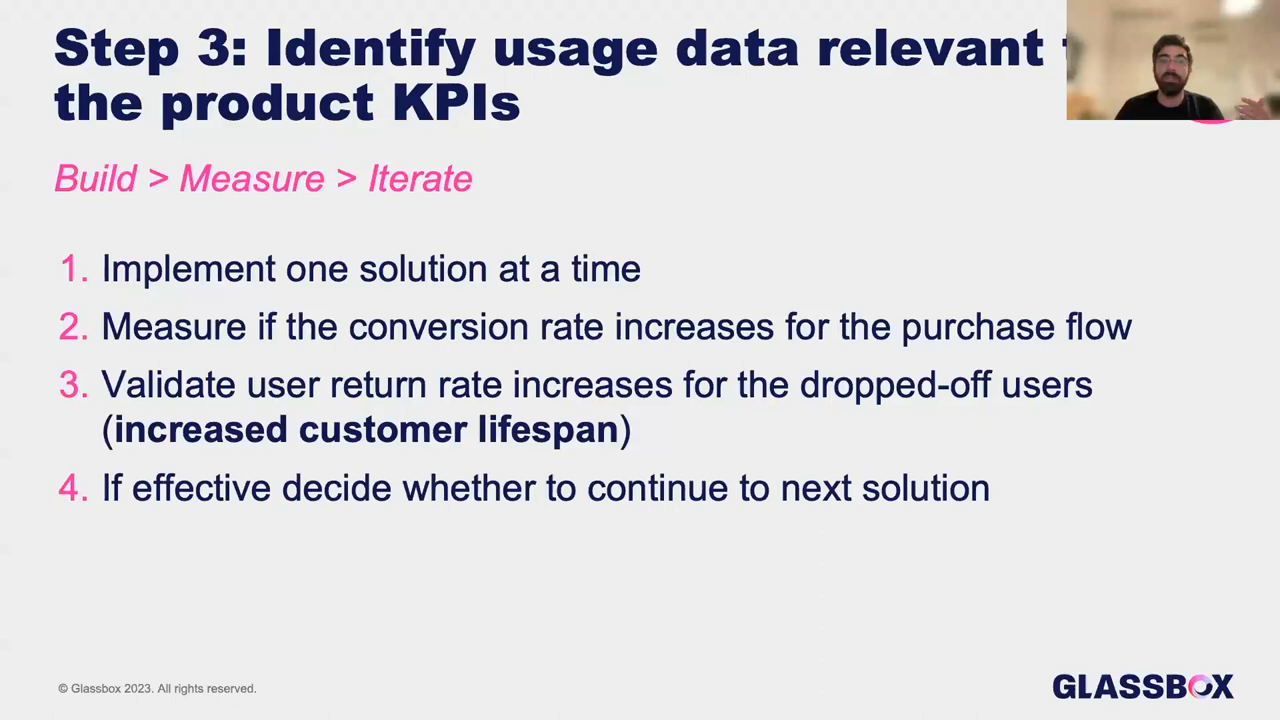 Step 3: Identify usage data relevant
the product KPIs
Build > Measure > Iterate
1. Implement one solution at a time
2. Measure if the conversion rate increases for the purchase flow
3. Validate user return rate increases for the dropped-off users
(increased customer lifespan)
4. If effective decide whether to continue to next solution
© Glassbox 2023. All rights reserved.
GLASSBOX